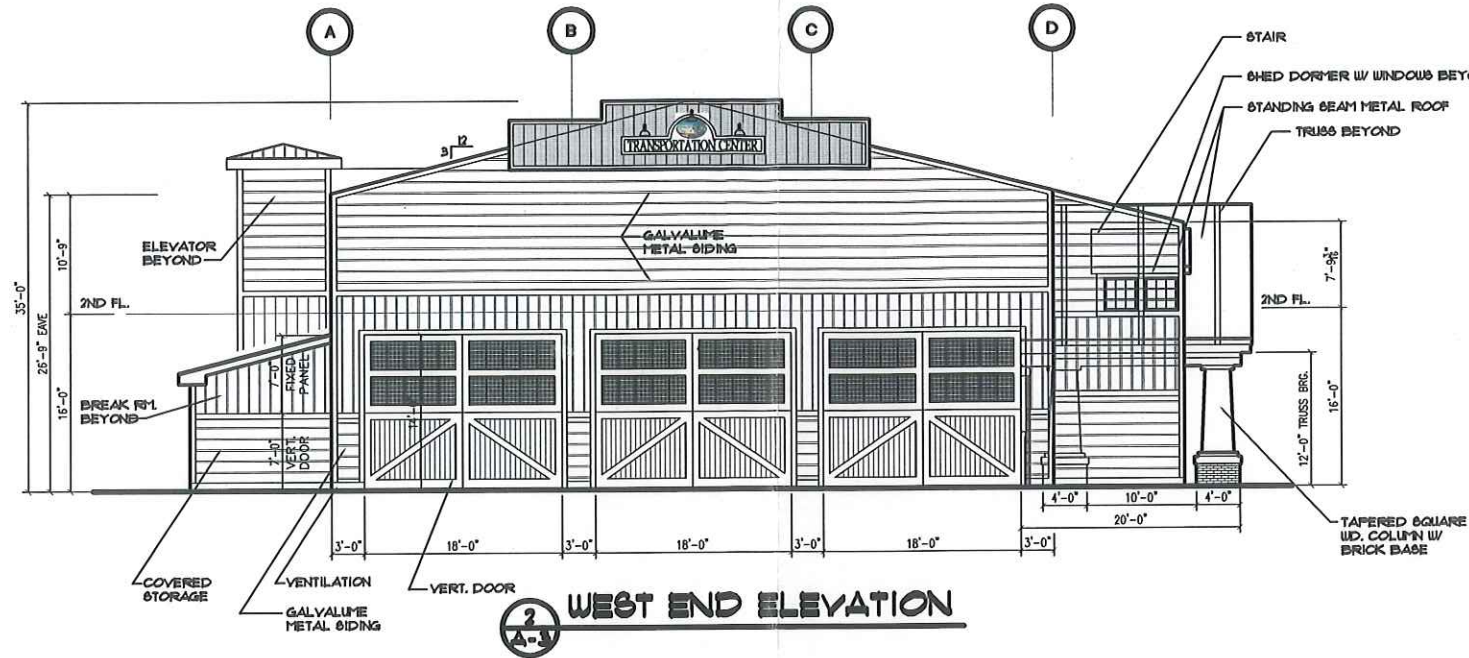 A
B
C
D
STAIR
SHED DORMER W/ WINDOWS
STANDING SEAM METAL ROOF
TRUSS BEYOND
12
3
TRANSPORTATION CENTER
GALVALUME
METAL SIDING
ELEVATOR
BEYOND
35'-0"
26'-9" EAVE
10'-9"
16'-0"
2ND FL.
2ND FL.
7'-0"
FIXED
PANEL
7'-0"
VERT.
DOOR
BREAK RM.
BEYOND
16'-0"
12'-0" TRUSS BRG.
4'-0"
10'-0"
4'-0"
20'-0"
3'-0"
18'-0"
3'-0"
18'-0"
3'-0"
18'-0"
3'-0"
TAPERED SQUARE
WD. COLUMN W/
BRICK BASE
COVERED
STORAGE
VENTILATION
GALVALUME
METAL SIDING
VERT. DOOR
2
A-3
WEST END ELEVATION